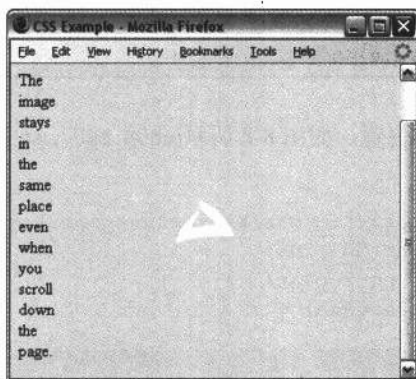 CSS Example - Mozilla Firefox
File Edit View History Bookmarks Tools Help
The
image
stays
in
the
same
place
even
when
you
scroll
down
the
page.